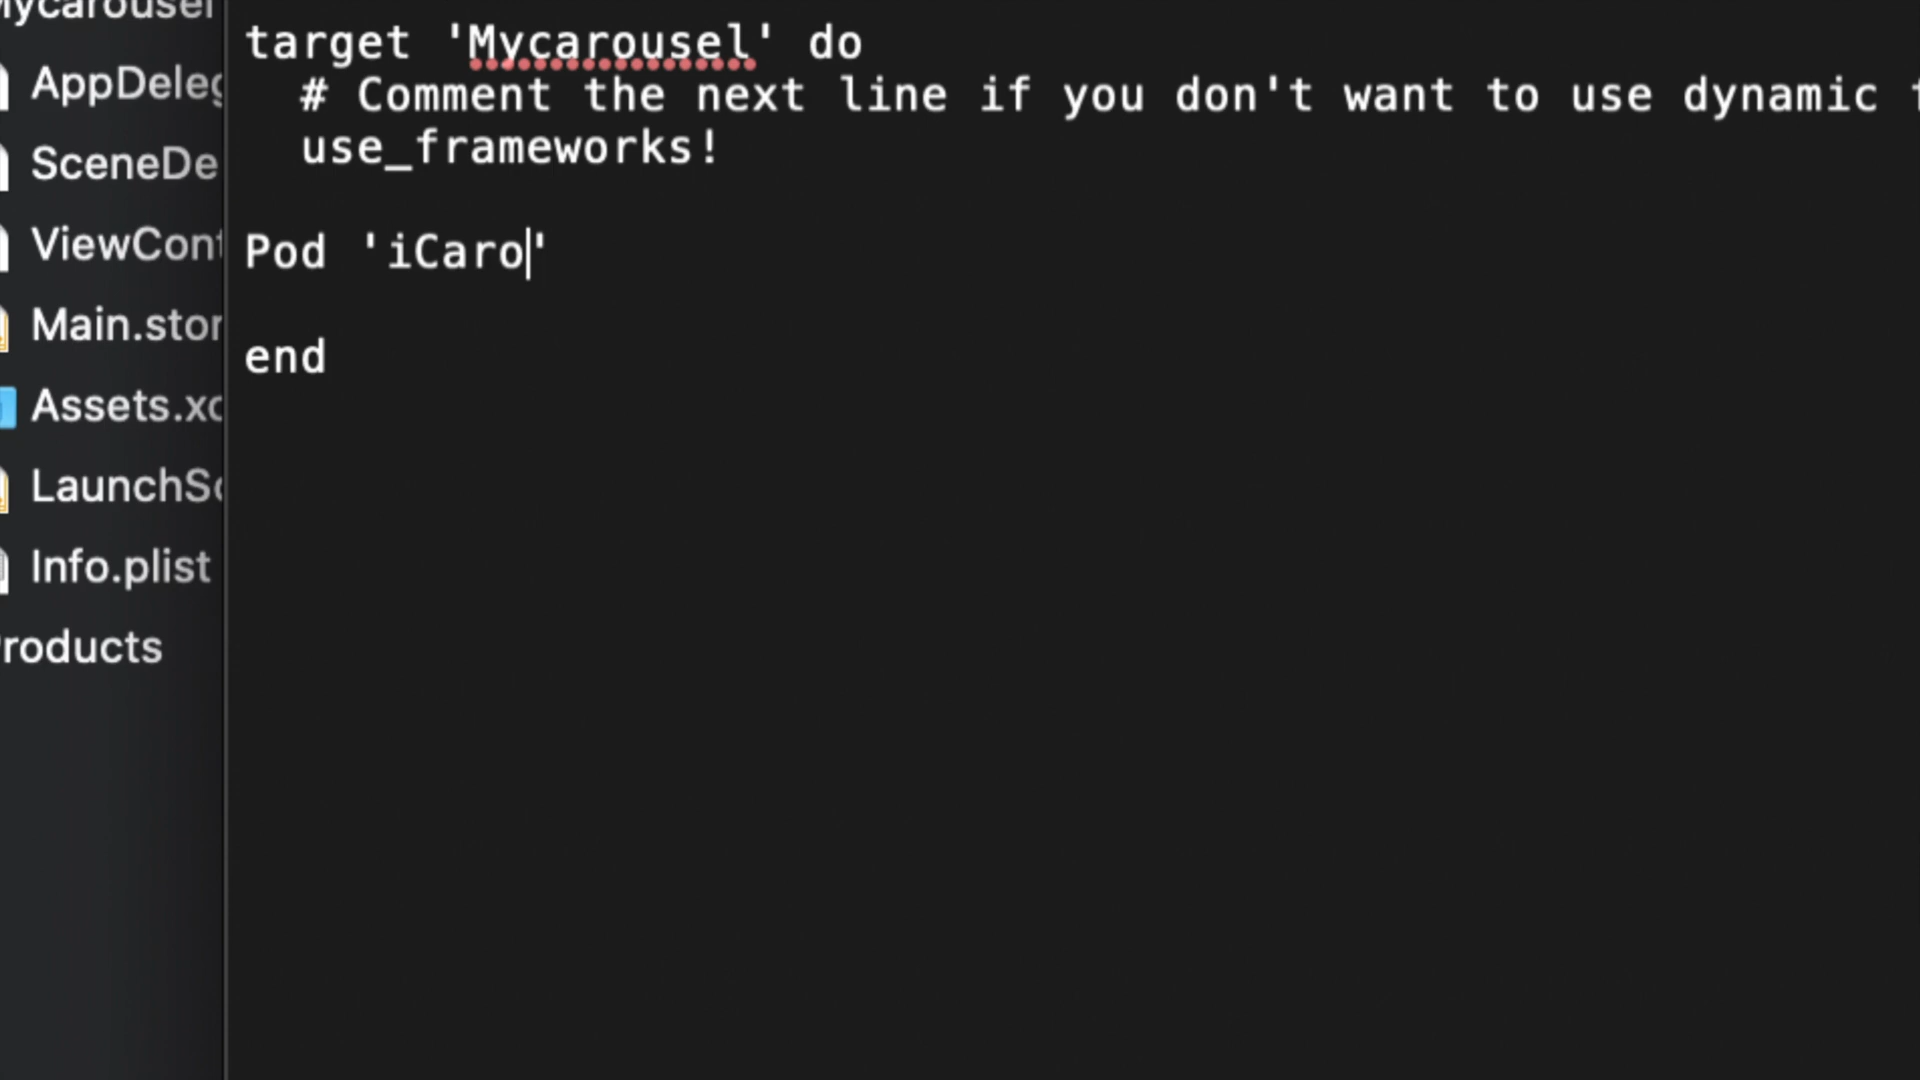 Mycarousel
AppDeleg
SceneDe
ViewCont
Main.stor
Assets.xc
LaunchSc
Info.plist
roducts
target 'Mycarousel' do
# Comment the next line if you don't want to use dynamic
use_frameworks!
Pod 'iCaro'
end